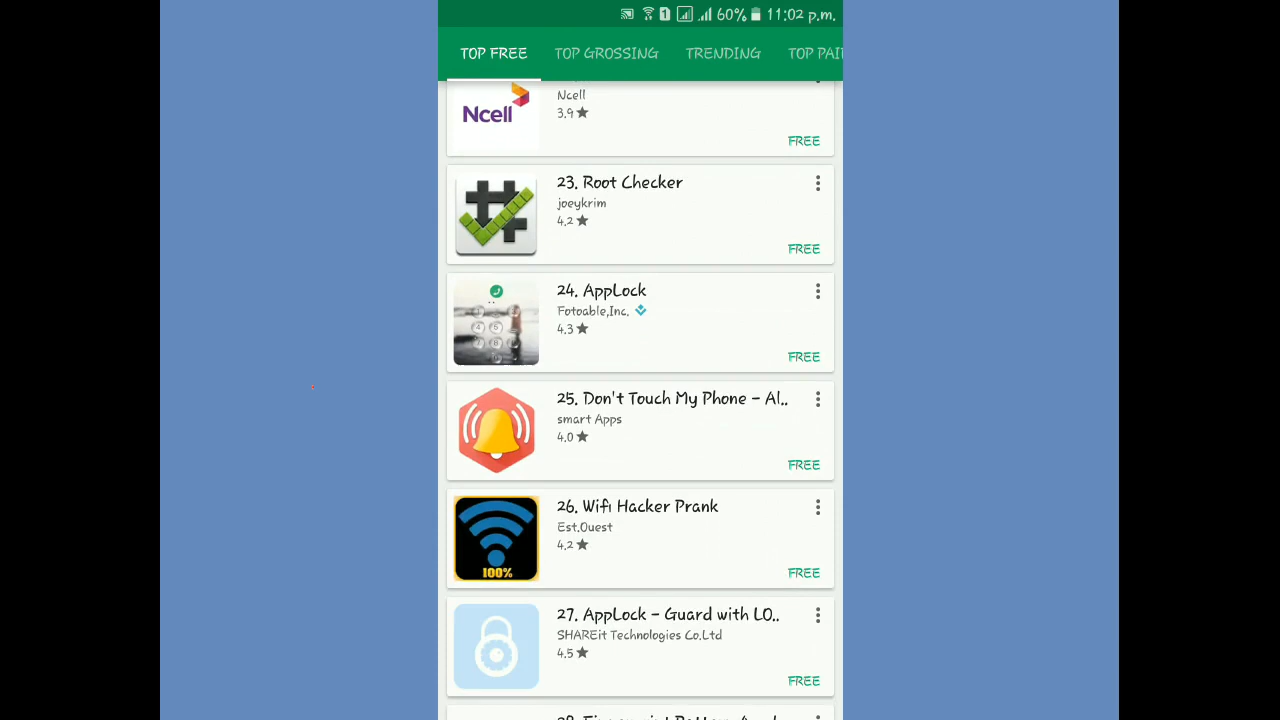 1 60% 11:02 p.m.
TOP FREE TOP GROSSING TRENDING TOP PAI
Ncell
Ncell
3.9
FREE
23. Root Checker
joeykrim
4.2
FREE
24. AppLock
Fotoable,Inc.
4.3
FREE
25. Don't Touch My Phone - Al..
smart Apps
4.0
FREE
26. Wifi Hacker Prank
Est.Ouest
4.2
100%
FREE
27. AppLock - Guard with LO..
SHAREit Technologies Co.Ltd
4.5
FREE